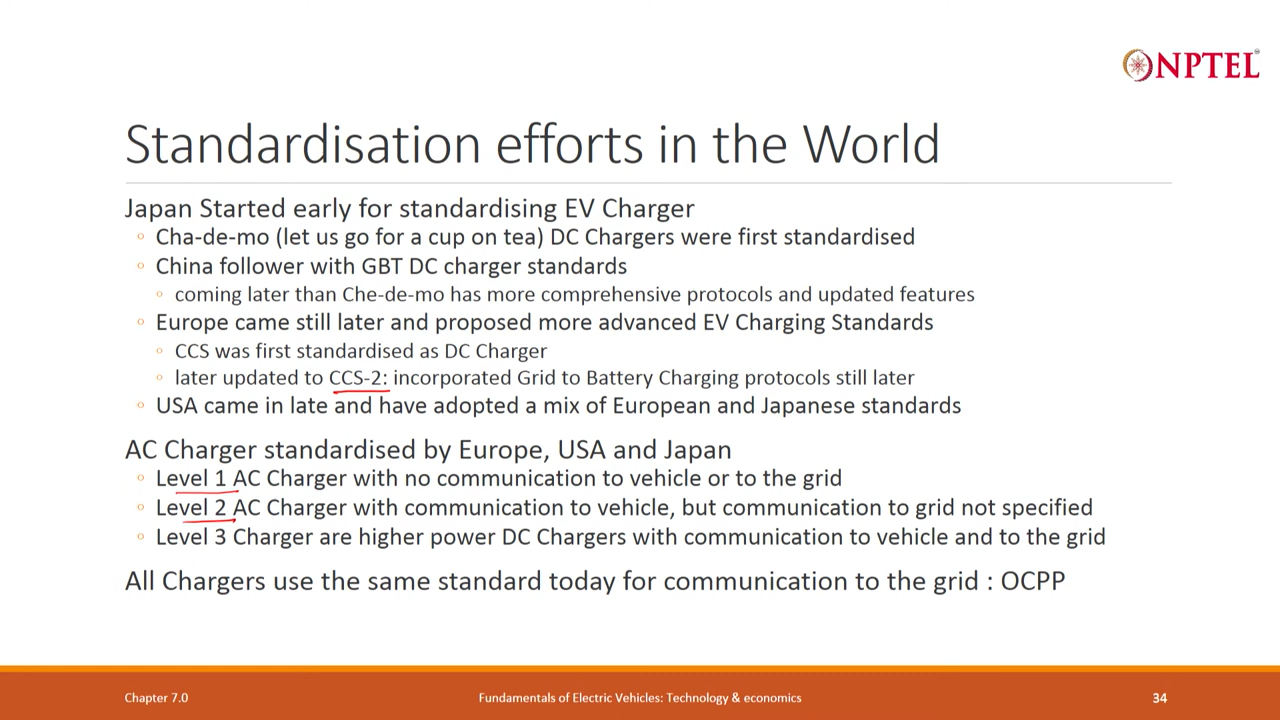 NPTEL
Standardisation efforts in the World
Japan Started early for standardising EV Charger
Cha-de-mo (let us go for a cup on tea) DC Chargers were first standardised
China follower with GBT DC charger standards
coming later than Che-de-mo has more comprehensive protocols and updated features
Europe came still later and proposed more advanced EV Charging Standards
CCS was first standardised as DC Charger
later updated to CCS-2: incorporated Grid to Battery Charging protocols still later
USA came in late and have adopted a mix of European and Japanese standards
AC Charger standardised by Europe, USA and Japan
Level 1 AC Charger with no communication to vehicle or to the grid
Level 2 AC Charger with communication to vehicle, but communication to grid not specified
Level 3 Charger are higher power DC Chargers with communication to vehicle and to the grid
All Chargers use the same standard today for communication to the grid : OCPP
Chapter 7.0
Fundamentals of Electric Vehicles: Technology & economics
34